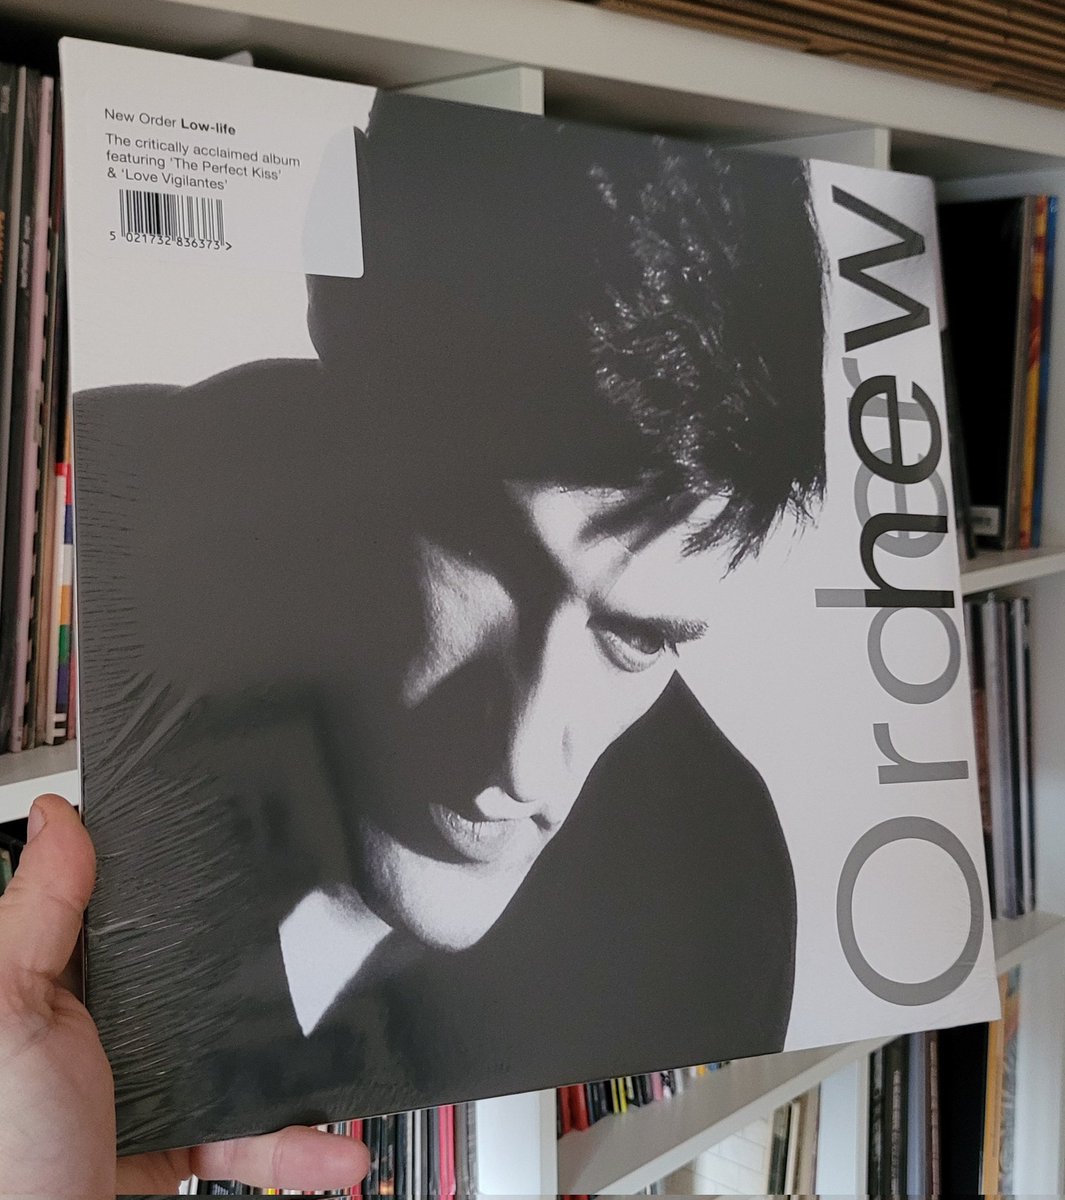 New Order Low-life
The critically acclaimed album
featuring 'The Perfect Kiss'
& 'Love Vigilantes'
5 021732 836373 >
new
Order